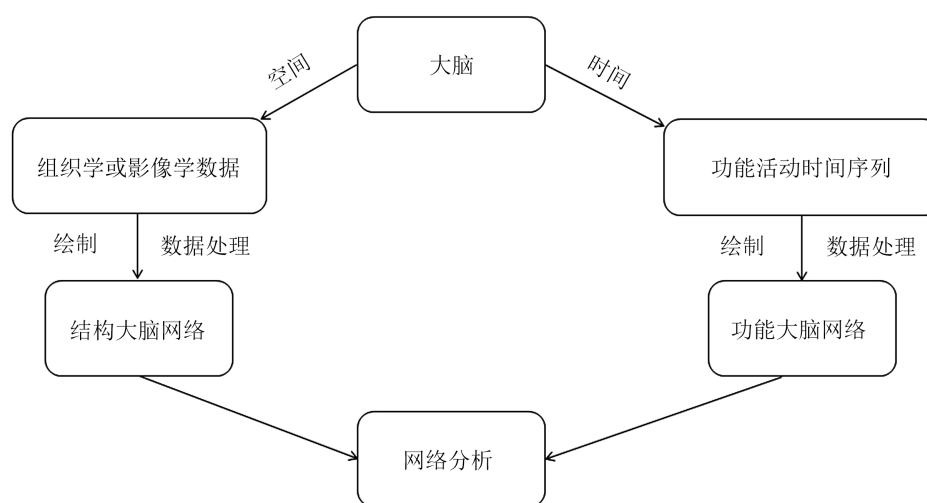 大脑
空间
时间
组织学或影像学数据
功能活动时间序列
绘制
数据处理
绘制
数据处理
结构大脑网络
功能大脑网络
网络分析